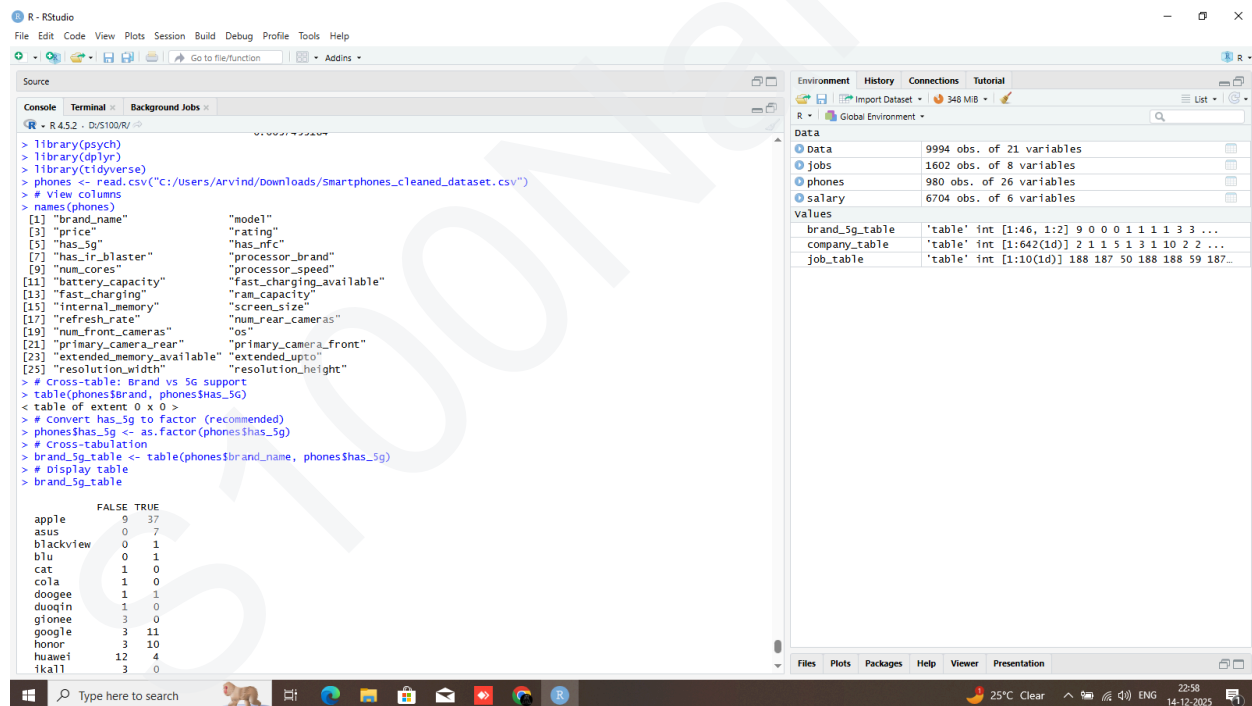 R - RStudio
File Edit Code View Plots Session Build Debug Profile Tools Help
Go to file/function Addins
R
Source
Console Terminal Background Jobs
R 4.5.2 · D:/S100/R/
> library(psych)
> library(dplyr)
> library(tidyverse)
> phones <- read.csv("C:/Users/Arvind/Downloads/Smartphones_cleaned_dataset.csv")
> # View columns
> names(phones)
[1] "brand_name" "model"
[3] "price" "rating"
[5] "has_5g" "has_nfc"
[7] "has_ir_blaster" "processor_brand"
[9] "num_cores" "processor_speed"
[11] "battery_capacity" "fast_charging_available"
[13] "fast_charging" "ram_capacity"
[15] "internal_memory" "screen_size"
[17] "refresh_rate" "num_rear_cameras"
[19] "num_front_cameras" "os"
[21] "primary_camera_rear" "primary_camera_front"
[23] "extended_memory_available" "extended_upto"
[25] "resolution_width" "resolution_height"
> # Cross-table: Brand vs 5G support
> table(phones$Brand, phones$Has_5G)
< table of extent 0 x 0 >
> # Convert has_5g to factor (recommended)
> phones$has_5g <- as.factor(phones$has_5g)
> # Cross-tabulation
> brand_5g_table <- table(phones$brand_name, phones$has_5g)
> # Display table
> brand_5g_table
FALSE TRUE
apple 9 37
asus 0 7
blackview 0 1
blu 0 1
cat 1 0
cola 1 0
doogee 1 1
duoqin 1 0
gionee 3 0
google 3 11
honor 3 10
huawei 12 4
ikall 3 0
Environment History Connections Tutorial
Import Dataset 348 MiB List
R Global Environment
Data
Data 9994 obs. of 21 variables
jobs 1602 obs. of 8 variables
phones 980 obs. of 26 variables
salary 6704 obs. of 6 variables
Values
brand_5g_table 'table' int [1:46, 1:2] 9 0 0 0 1 1 1 1 3 3 ...
company_table 'table' int [1:642(1d)] 2 1 1 5 1 3 1 10 2 2 ...
job_table 'table' int [1:10(1d)] 188 187 50 188 188 59 187…
Files Plots Packages Help Viewer Presentation
Type here to search
25°C Clear ENG 22:58
14-12-2025